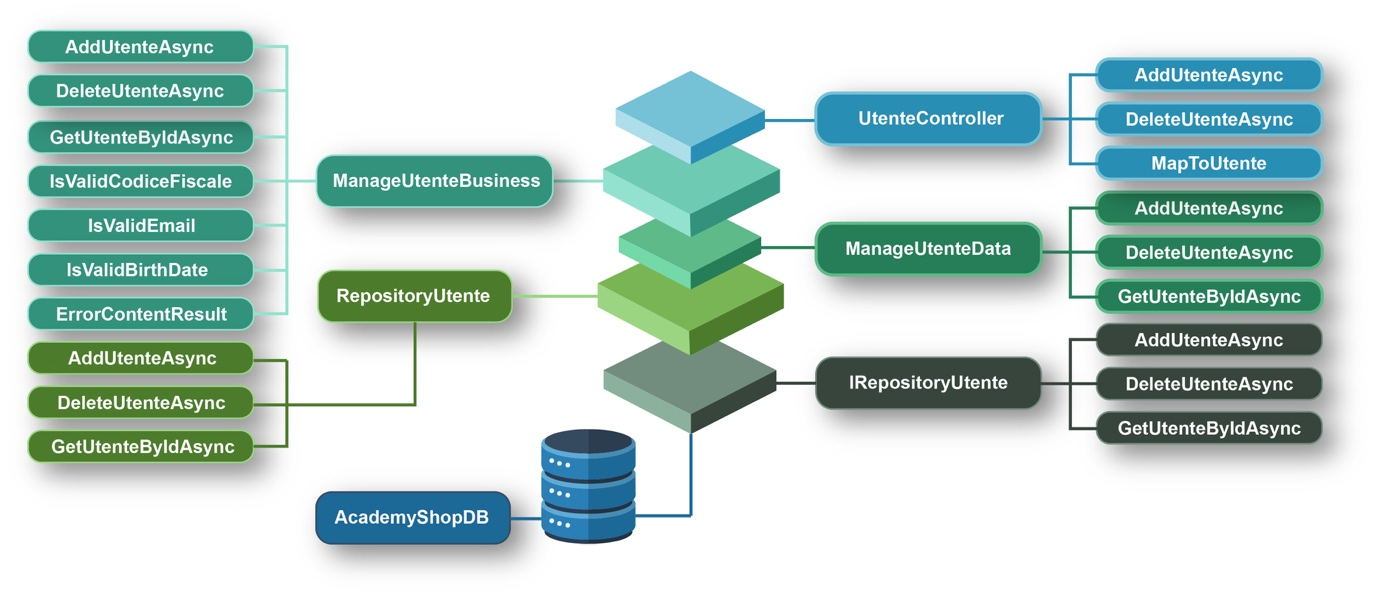 AddUtenteAsync
DeleteUtenteAsync
GetUtenteByIdAsync
IsValidCodiceFiscale
IsValidEmail
IsValidBirthDate
ErrorContentResult
ManageUtenteBusiness
RepositoryUtente
AddUtenteAsync
DeleteUtenteAsync
GetUtenteByIdAsync
AcademyShopDB
UtenteController
AddUtenteAsync
DeleteUtenteAsync
MapToUtente
ManageUtenteData
AddUtenteAsync
DeleteUtenteAsync
GetUtenteByIdAsync
IRepositoryUtente
AddUtenteAsync
DeleteUtenteAsync
GetUtenteByIdAsync